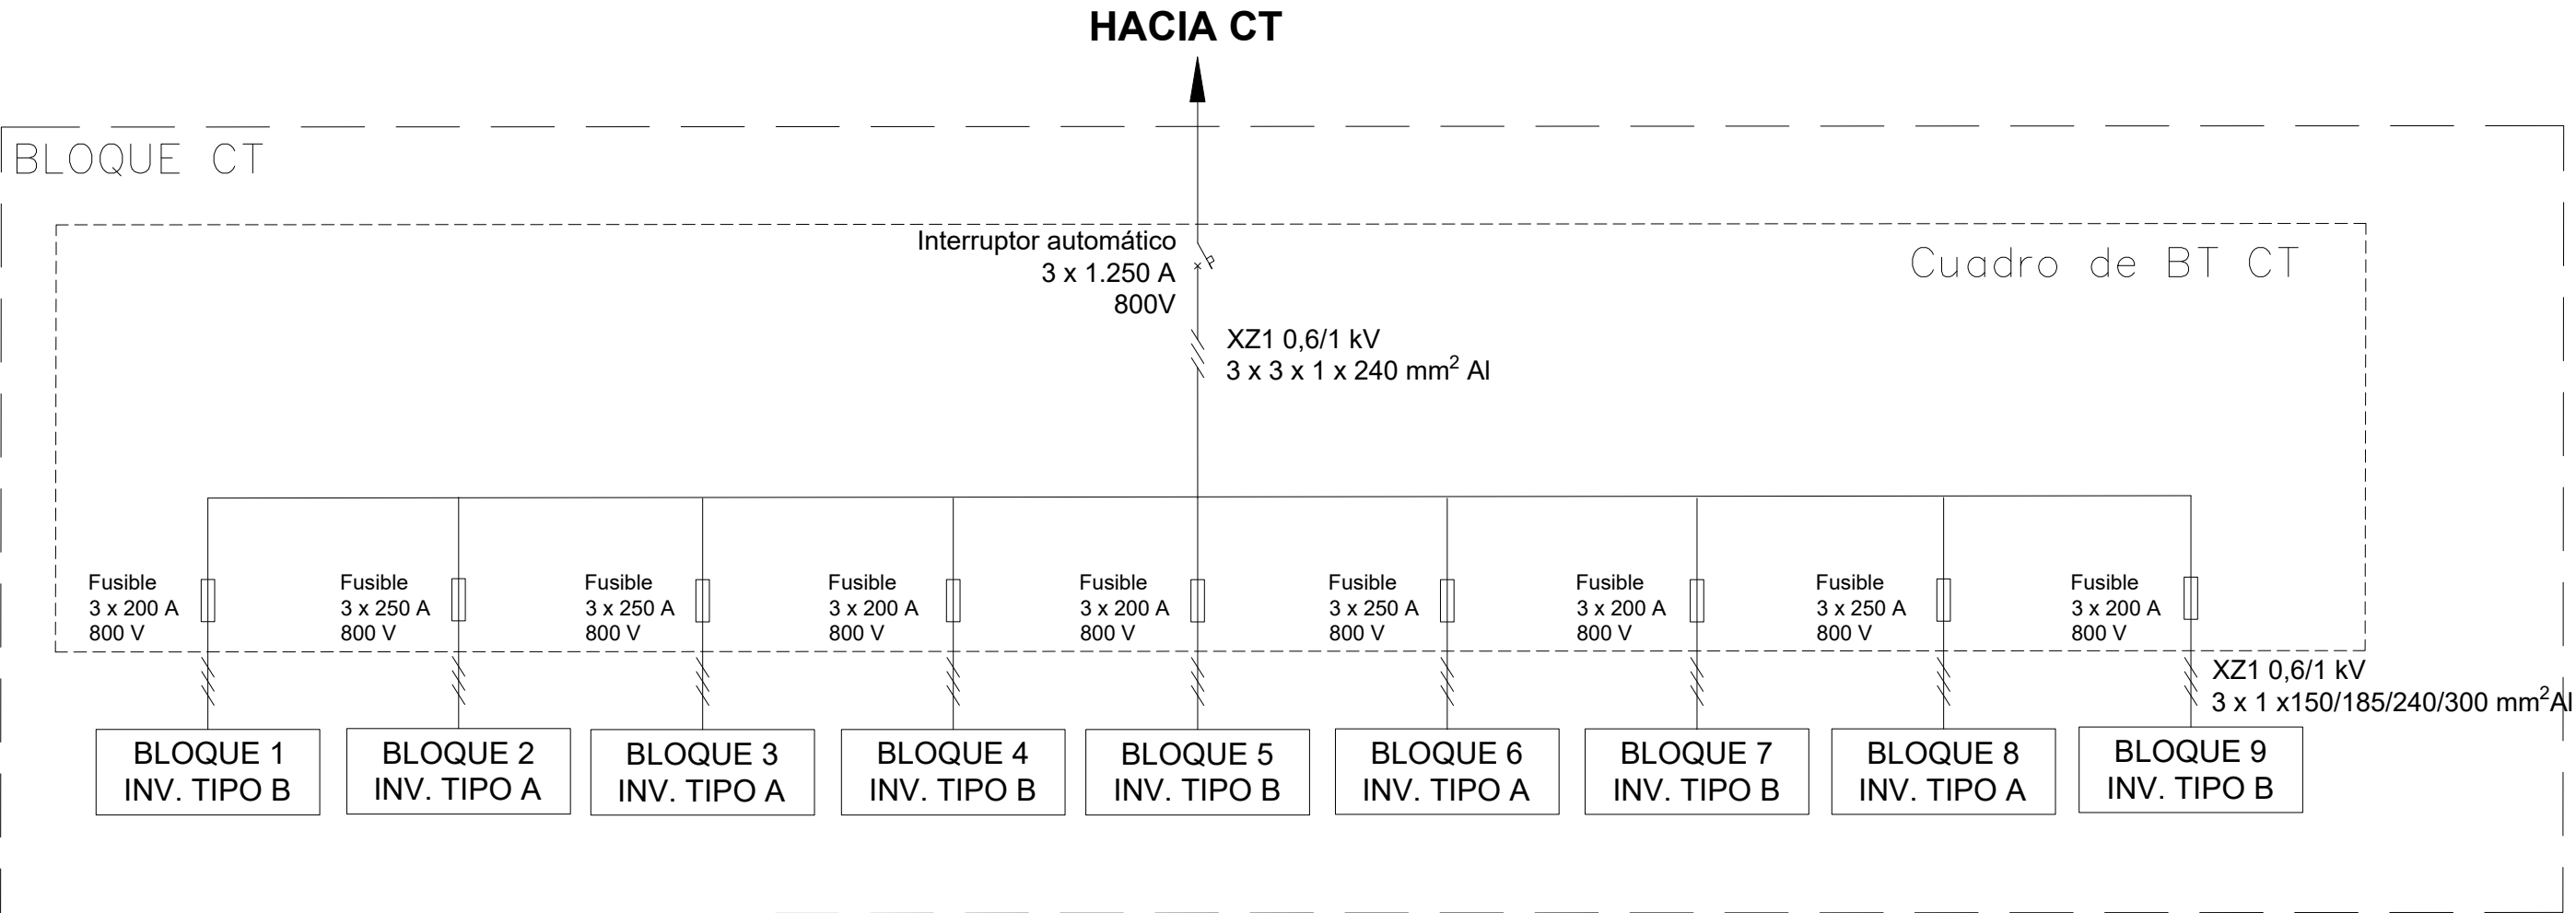 HACIA CT
BLOQUE CT
Interruptor automático
3 x 1.250 A
800V
Cuadro de BT CT
XZ1 0,6/1 kV
3 x 3 x 1 x 240 mm² Al
Fusible
3 x 200 A
800 V
Fusible
3 x 250 A
800 V
Fusible
3 x 250 A
800 V
Fusible
3 x 200 A
800 V
Fusible
3 x 200 A
800 V
Fusible
3 x 250 A
800 V
Fusible
3 x 200 A
800 V
Fusible
3 x 250 A
800 V
Fusible
3 x 200 A
800 V
XZ1 0,6/1 kV
3 x 1 x150/185/240/300 mm²Al
BLOQUE 1
INV. TIPO B
BLOQUE 2
INV. TIPO A
BLOQUE 3
INV. TIPO A
BLOQUE 4
INV. TIPO B
BLOQUE 5
INV. TIPO B
BLOQUE 6
INV. TIPO A
BLOQUE 7
INV. TIPO B
BLOQUE 8
INV. TIPO A
BLOQUE 9
INV. TIPO B